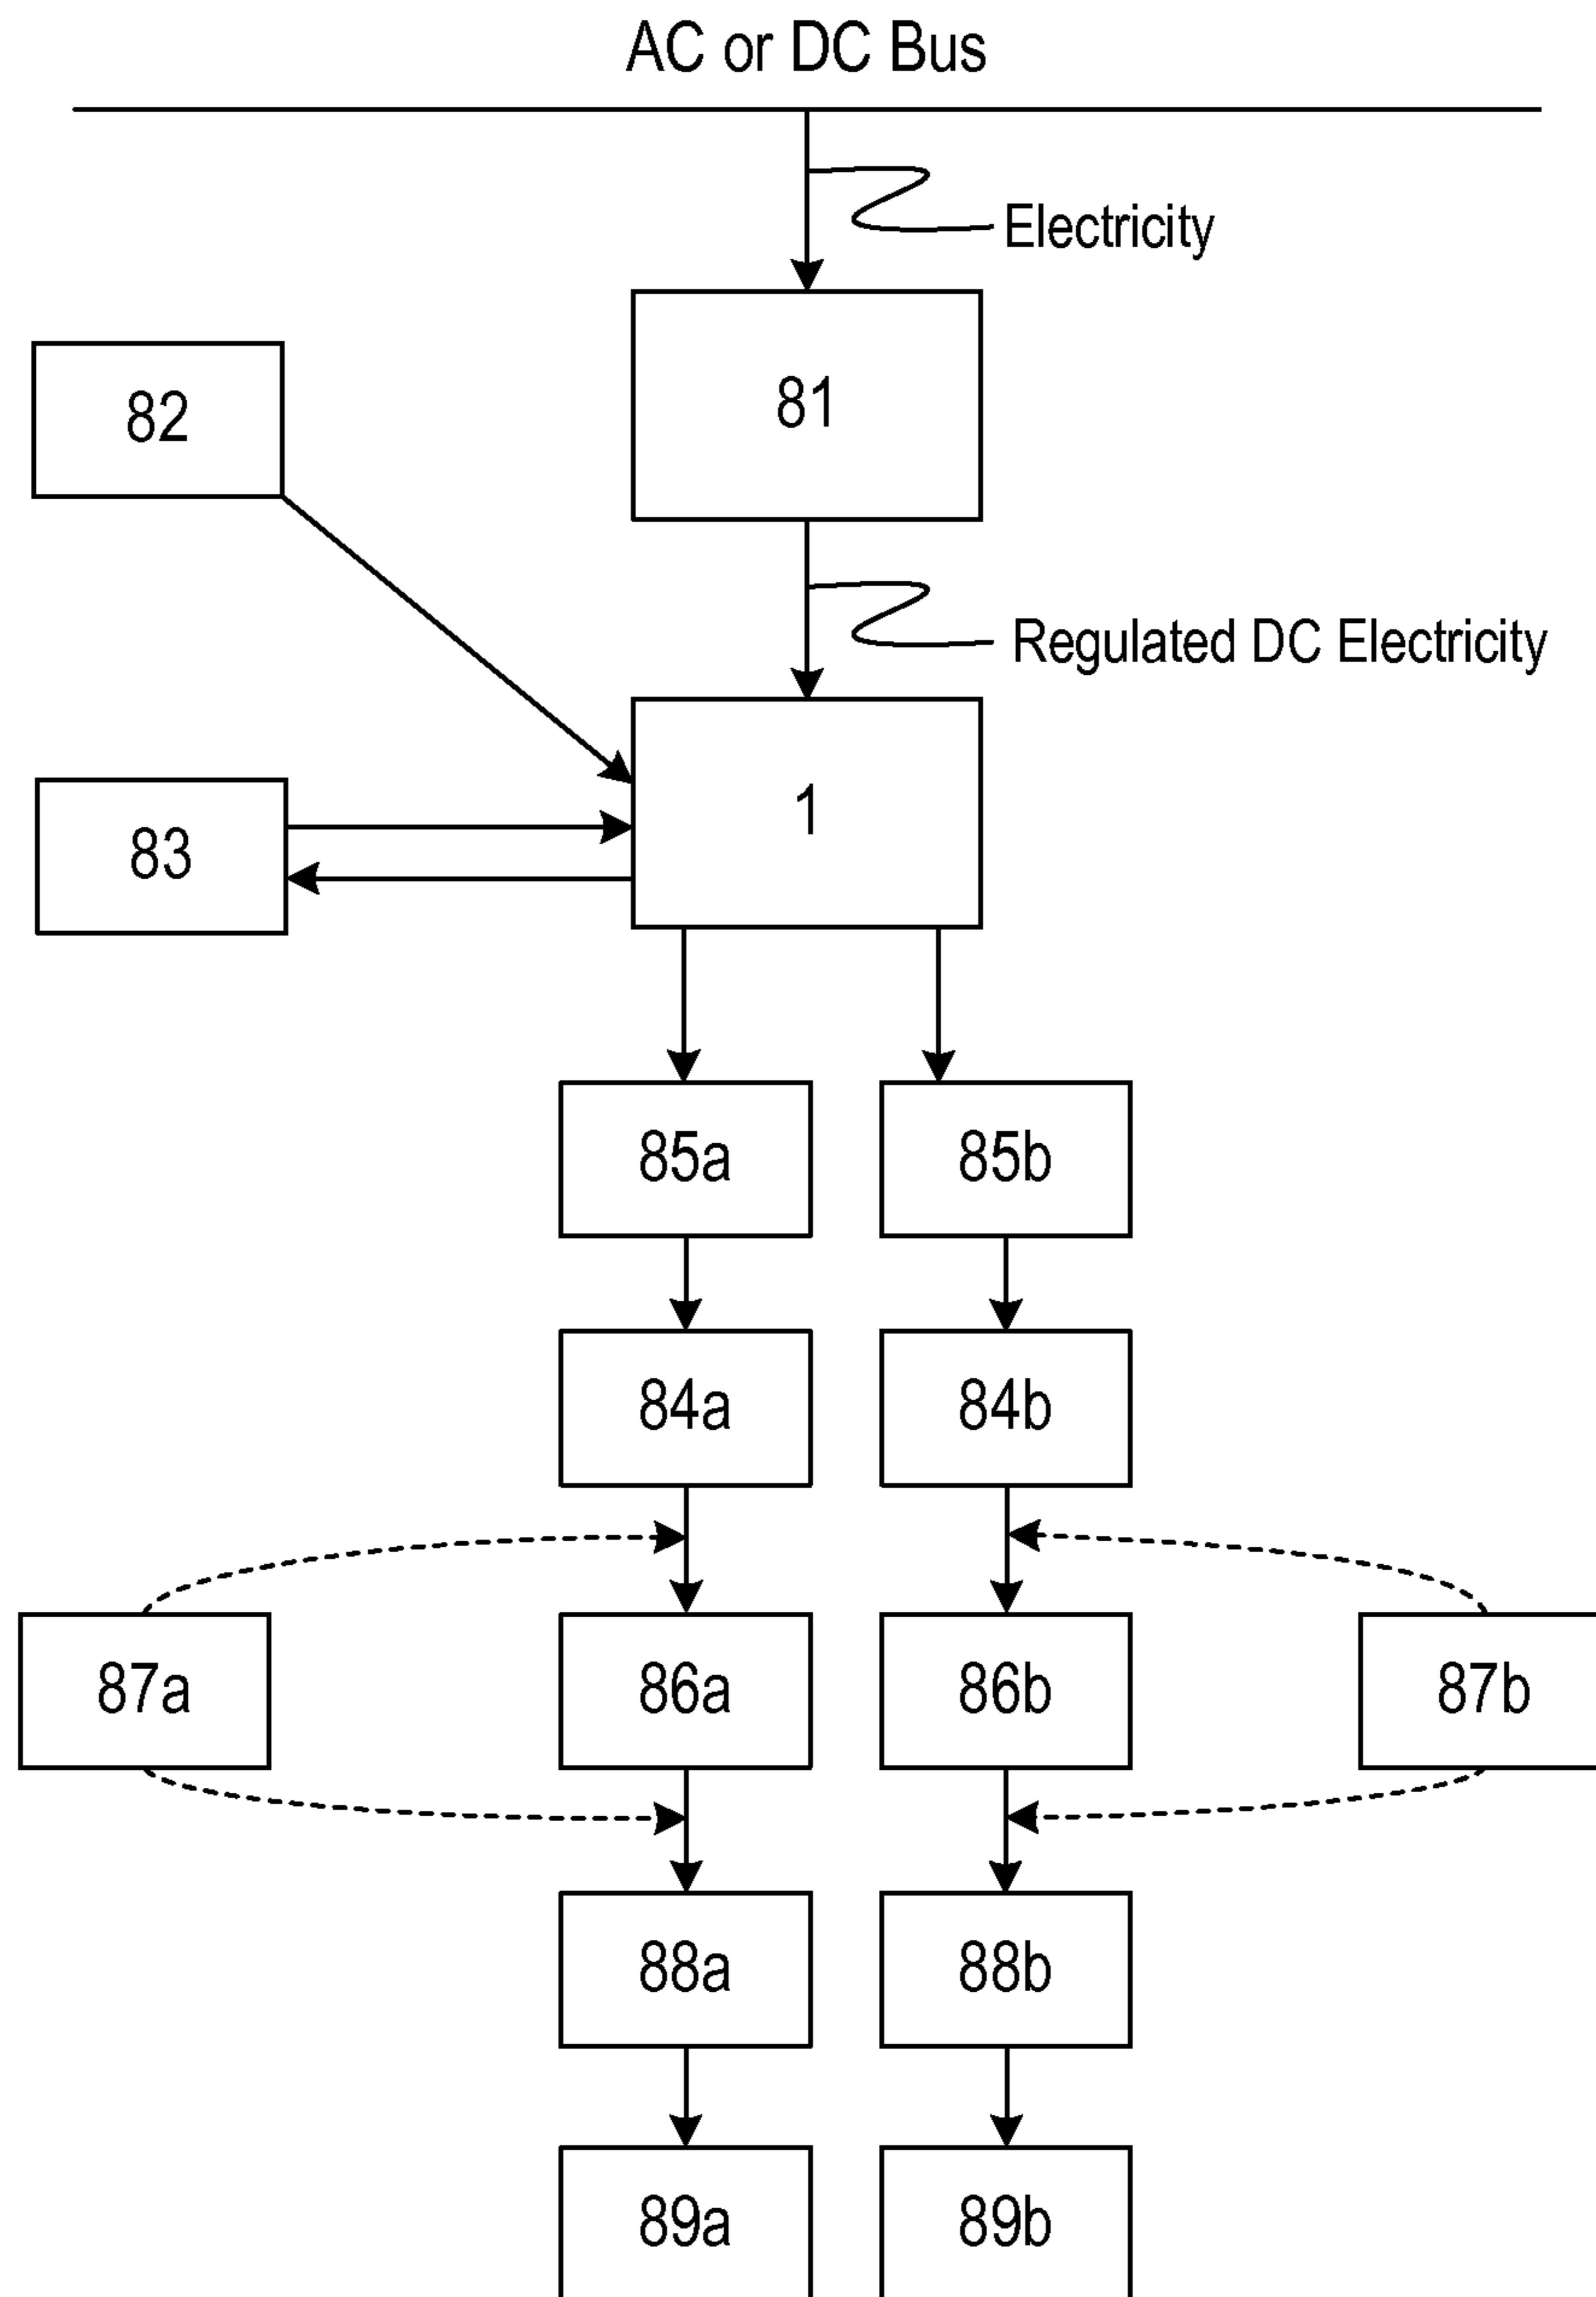 AC or DC Bus
Electricity
81
82
Regulated DC Electricity
1
83
85a
85b
84a
84b
87a
86a
86b
87b
88a
88b
89a
89b